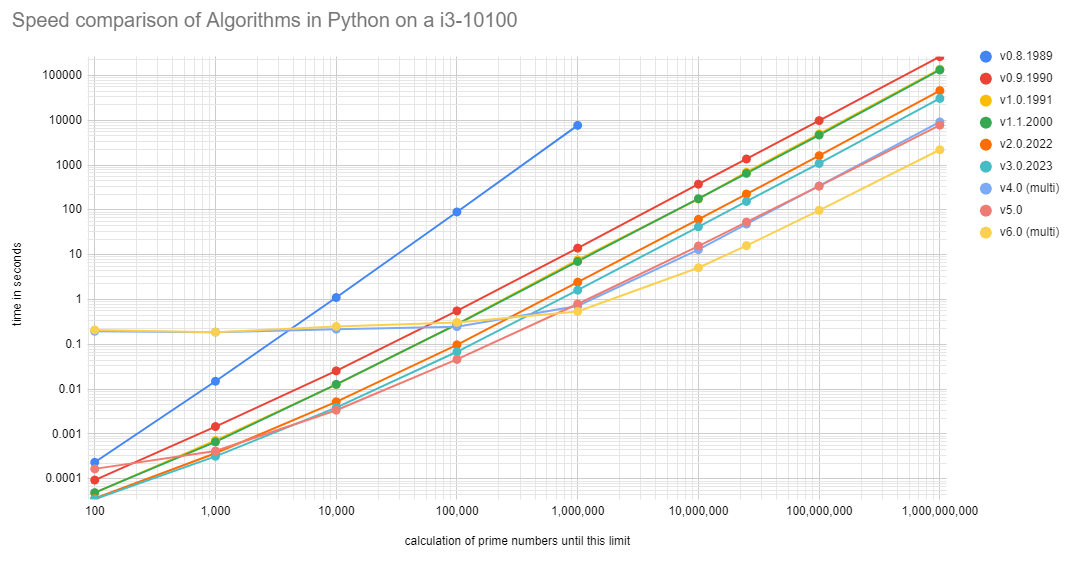 Speed comparison of Algorithms in Python on a i3-10100
time in seconds
100000
10000
1000
100
10
1
0.1
0.01
0.001
0.0001
100 1,000 10,000 100,000 1,000,000 10,000,000 100,000,000 1,000,000,000
calculation of prime numbers until this limit
v0.8.1989
v0.9.1990
v1.0.1991
v1.1.2000
v2.0.2022
v3.0.2023
v4.0 (multi)
v5.0
v6.0 (multi)